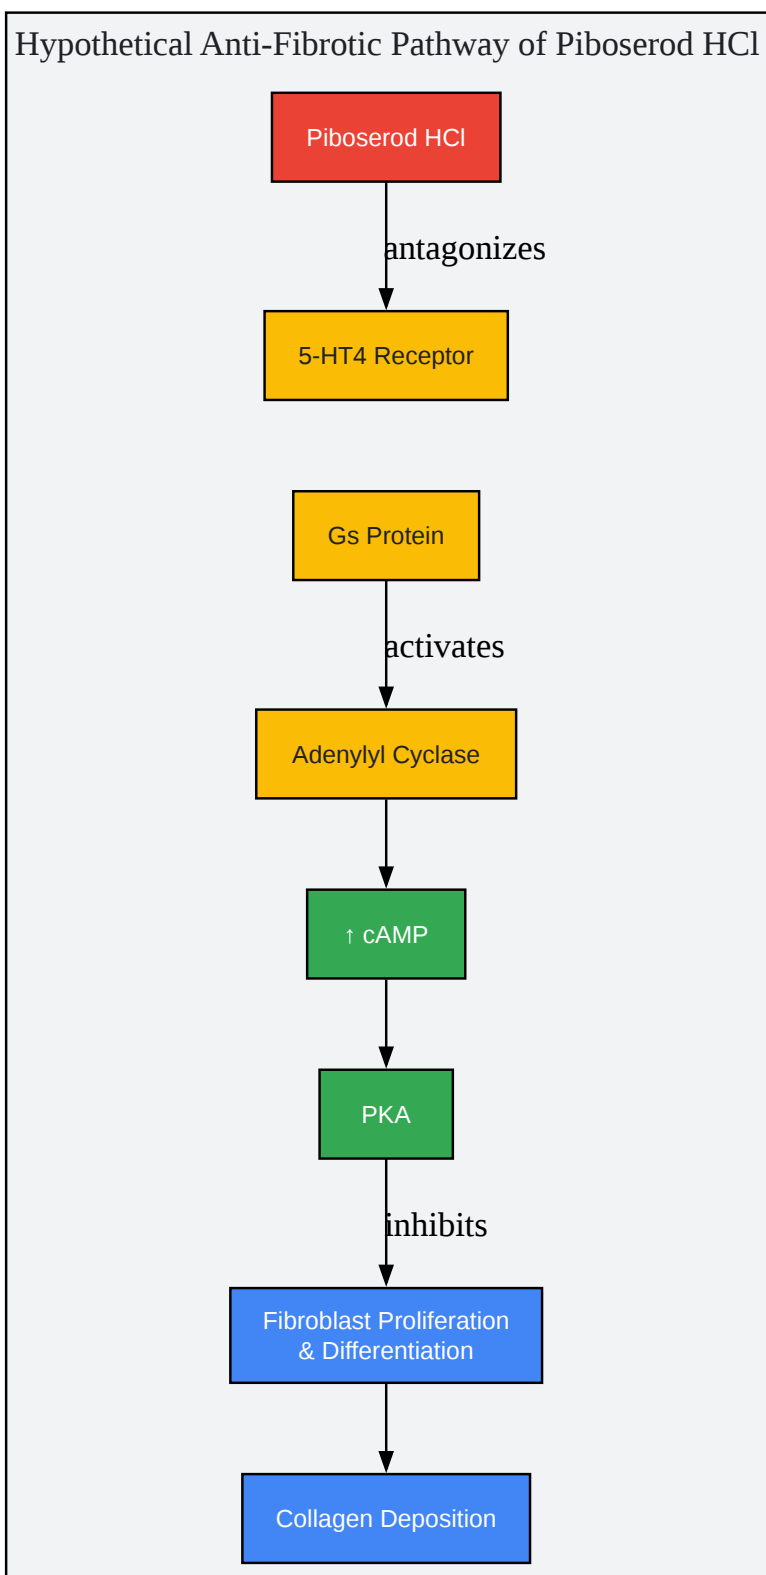 Hypothetical Anti-Fibrotic Pathway of Piboserod HCl
Piboserod HCl
antagonizes
5-HT4 Receptor
Gs Protein
activates
Adenylyl Cyclase
↑ cAMP
PKA
inhibits
Fibroblast Proliferation
& Differentiation
Collagen Deposition